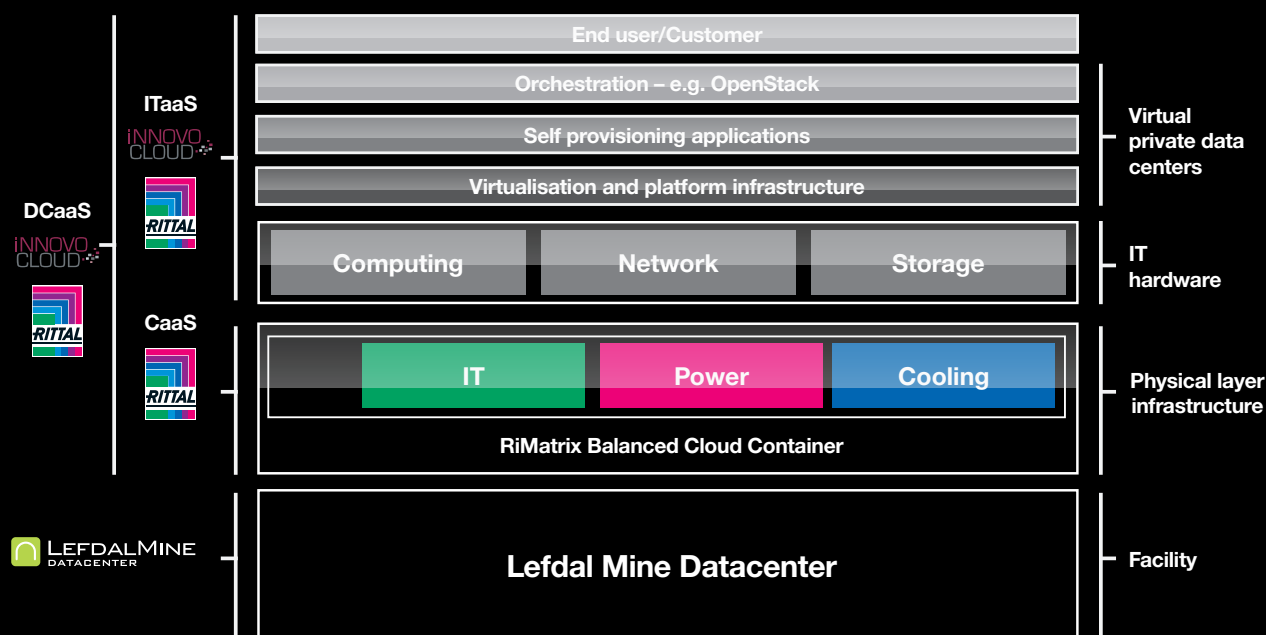 End user/Customer
Orchestration – e.g. OpenStack
Self provisioning applications
Virtualisation and platform infrastructure
Virtual
private data
centers
ITaaS
iNNOVO
CLOUD
RITTAL
DCaaS
iNNOVO
CLOUD
RITTAL
Computing
Network
Storage
IT
hardware
CaaS
RITTAL
IT
Power
Cooling
RiMatrix Balanced Cloud Container
Physical layer
infrastructure
LEFDALMINE
DATACENTER
Lefdal Mine Datacenter
Facility